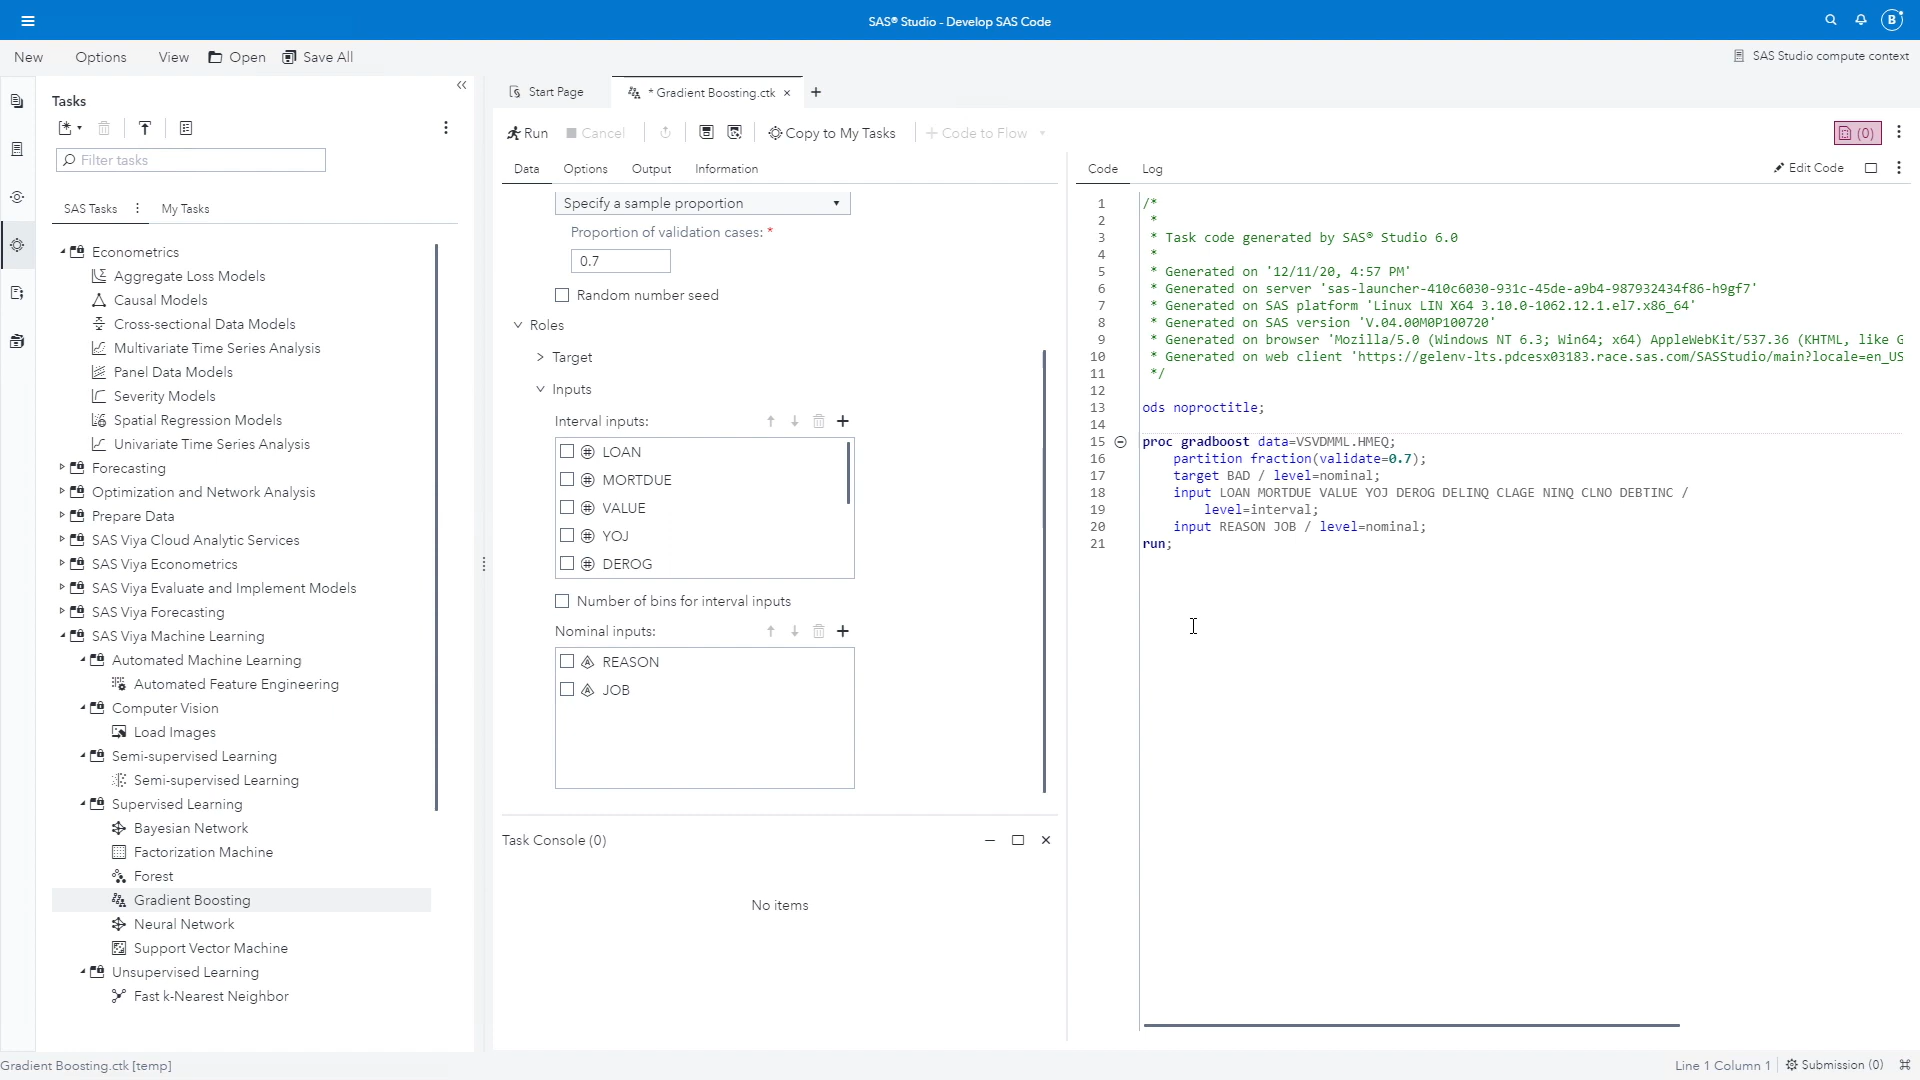 SAS® Studio - Develop SAS Code
B
New Options View Open Save All
SAS Studio compute context
Tasks
Filter tasks
SAS Tasks My Tasks
Econometrics
Aggregate Loss Models
Causal Models
Cross-sectional Data Models
Multivariate Time Series Analysis
Panel Data Models
Severity Models
Spatial Regression Models
Univariate Time Series Analysis
Forecasting
Optimization and Network Analysis
Prepare Data
SAS Viya Cloud Analytic Services
SAS Viya Econometrics
SAS Viya Evaluate and Implement Models
SAS Viya Forecasting
SAS Viya Machine Learning
Automated Machine Learning
Automated Feature Engineering
Computer Vision
Load Images
Semi-supervised Learning
Semi-supervised Learning
Supervised Learning
Bayesian Network
Factorization Machine
Forest
Gradient Boosting
Neural Network
Support Vector Machine
Unsupervised Learning
Fast k-Nearest Neighbor
Start Page * Gradient Boosting.ctk × +
Run Cancel Copy to My Tasks + Code to Flow (0)
Data Options Output Information
Specify a sample proportion
Proportion of validation cases: *
0.7
Random number seed
Roles
Target
Inputs
Interval inputs:
LOAN
MORTDUE
VALUE
YOJ
DEROG
Number of bins for interval inputs
Nominal inputs:
REASON
JOB
Task Console (0)
No items
Code Log Edit Code
1 /*
2 *
3 * Task code generated by SAS® Studio 6.0
4 *
5 * Generated on '12/11/20, 4:57 PM'
6 * Generated on server 'sas-launcher-410c6030-931c-45de-a9b4-987932434f86-h9gf7'
7 * Generated on SAS platform 'Linux LIN X64 3.10.0-1062.12.1.el7.x86_64'
8 * Generated on SAS version 'V.04.00M0P100720'
9 * Generated on browser 'Mozilla/5.0 (Windows NT 6.3; Win64; x64) AppleWebKit/537.36 (KHTML, like G
10 * Generated on web client 'https://gelenv-lts.pdcesx03183.race.sas.com/SASStudio/main?locale=en_US
11 */
12
13 ods noproctitle;
14
15 proc gradboost data=VSVDMML.HMEQ;
16 partition fraction(validate=0.7);
17 target BAD / level=nominal;
18 input LOAN MORTDUE VALUE YOJ DEROG DELINQ CLAGE NINQ CLNO DEBTINC /
19 level=interval;
20 input REASON JOB / level=nominal;
21 run;
Gradient Boosting.ctk [temp]
Line 1 Column 1 Submission (0)